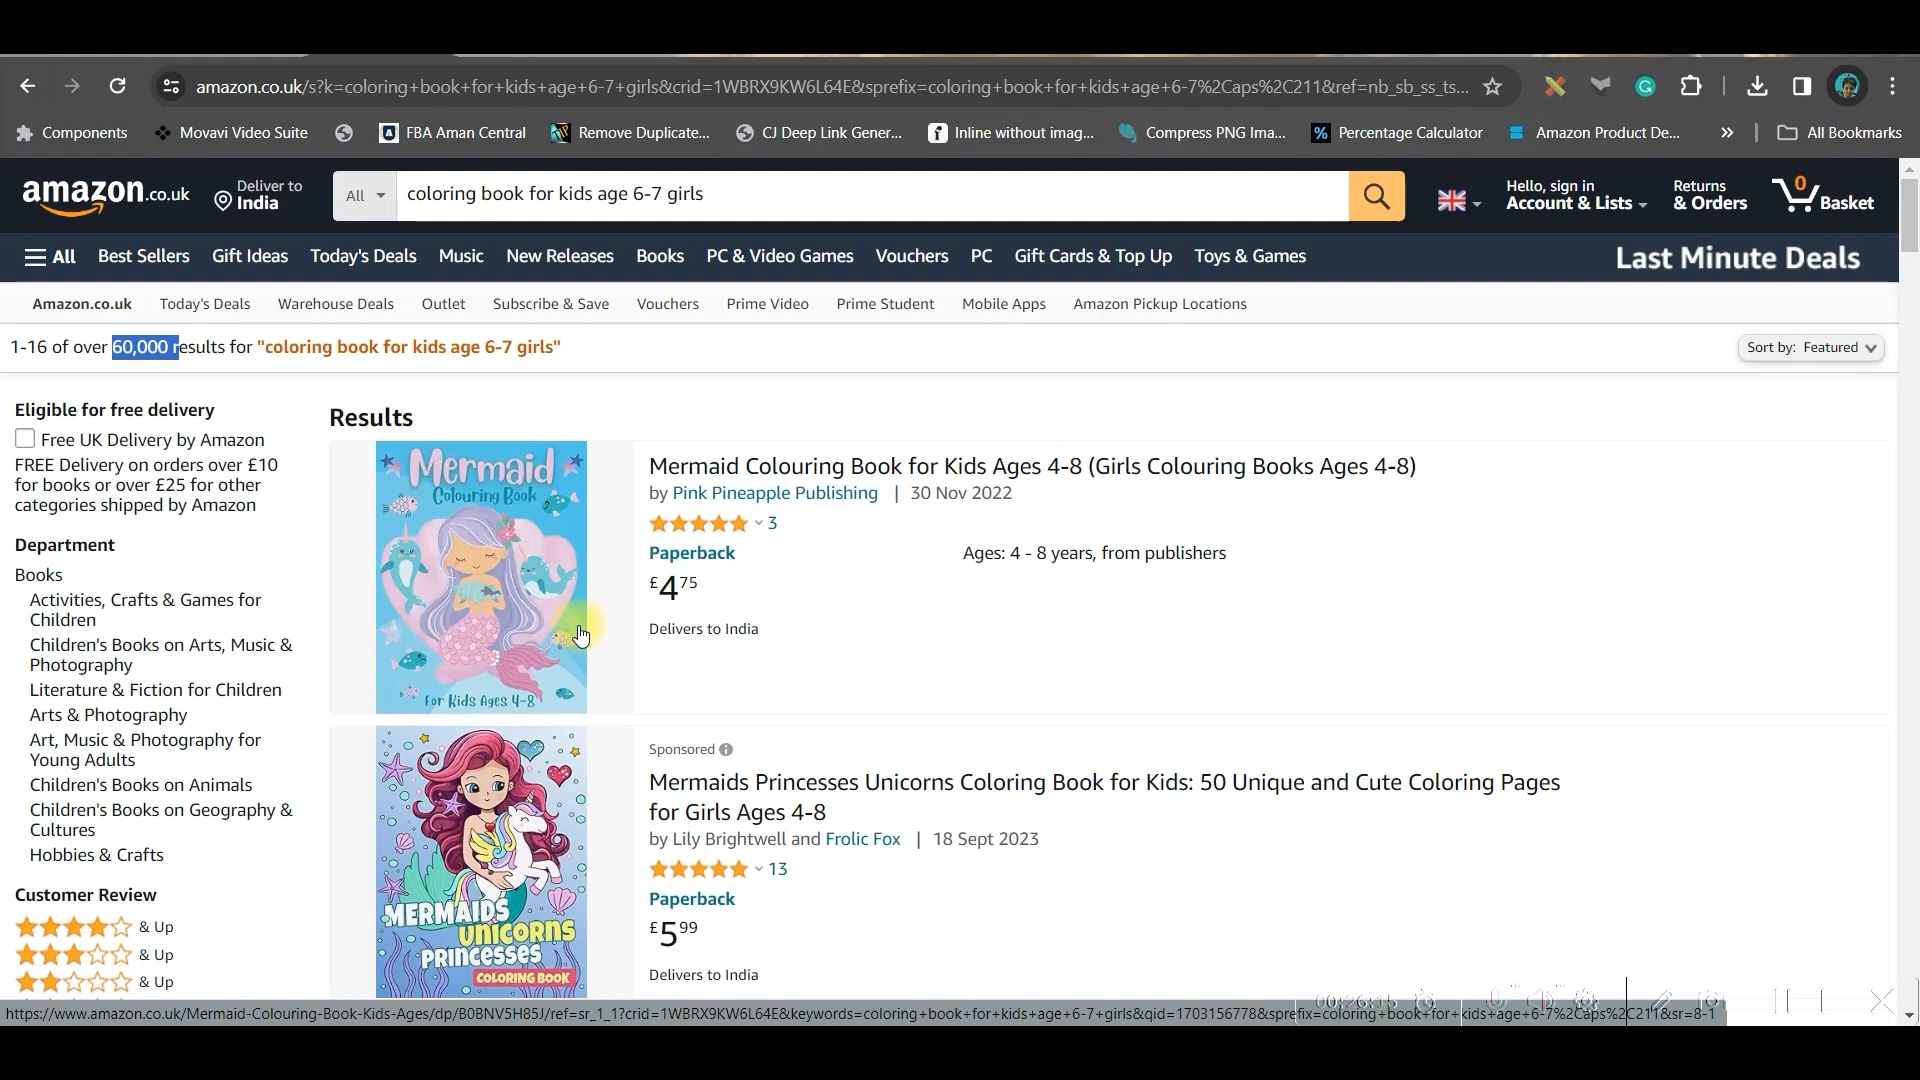 amazon.co.uk/s?k=coloring+book+for+kids+age+6-7+girls&crid=1WBRX9KW6L64E&sprefix=coloring+book+for+kids+age+6-7%2Caps%2C211&ref=nb_sb_ss_ts...
Components Movavi Video Suite FBA Aman Central Remove Duplicate... CJ Deep Link Gener... Inline without imag... Compress PNG Ima... Percentage Calculator Amazon Product De... » All Bookmarks
amazon.co.uk
Deliver to
India
All
coloring book for kids age 6-7 girls
Hello, sign in
Account & Lists
Returns
& Orders
0
Basket
All Best Sellers Gift Ideas Today's Deals Music New Releases Books PC & Video Games Vouchers PC Gift Cards & Top Up Toys & Games Last Minute Deals
Amazon.co.uk Today's Deals Warehouse Deals Outlet Subscribe & Save Vouchers Prime Video Prime Student Mobile Apps Amazon Pickup Locations
1-16 of over 60,000 results for "coloring book for kids age 6-7 girls"
Sort by: Featured
Eligible for free delivery
Free UK Delivery by Amazon
FREE Delivery on orders over £10
for books or over £25 for other
categories shipped by Amazon
Department
Books
Activities, Crafts & Games for
Children
Children's Books on Arts, Music &
Photography
Literature & Fiction for Children
Arts & Photography
Art, Music & Photography for
Young Adults
Children's Books on Animals
Children's Books on Geography &
Cultures
Hobbies & Crafts
Customer Review
& Up
& Up
& Up
Results
Mermaid
Colouring Book
For Kids Ages 4-8
Mermaid Colouring Book for Kids Ages 4-8 (Girls Colouring Books Ages 4-8)
by Pink Pineapple Publishing | 30 Nov 2022
3
Paperback
Ages: 4 - 8 years, from publishers
£4 75
Delivers to India
MERMAIDS
UNICORNS
PRINCESSES
COLORING BOOK
Sponsored
Mermaids Princesses Unicorns Coloring Book for Kids: 50 Unique and Cute Coloring Pages
for Girls Ages 4-8
by Lily Brightwell and Frolic Fox | 18 Sept 2023
13
Paperback
£5 99
Delivers to India
https://www.amazon.co.uk/Mermaid-Colouring-Book-Kids-Ages/dp/B0BNV5H85J/ref=sr_1_1?crid=1WBRX9KW6L64E&keywords=coloring+book+for+kids+age+6-7+girls&qid=1703156778&sprefix=coloring+book+for+kids+age+6-7%2Caps%2C211&sr=8-1